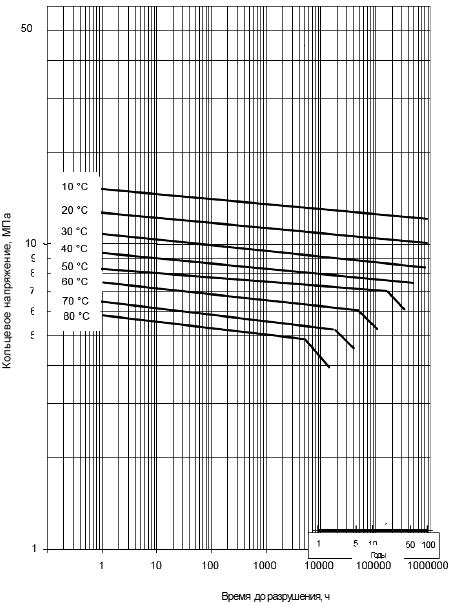 50
10 °C
20 °C
30 °C
10
9
40 °C
8
50 °C
7
60 °C
6
70 °C
5
80 °C
Кольцевое напряжение, МПа
1
1 5 10 50 100
Годы
1 10 100 1000 10000 100000 1000000
Время до разрушения, ч